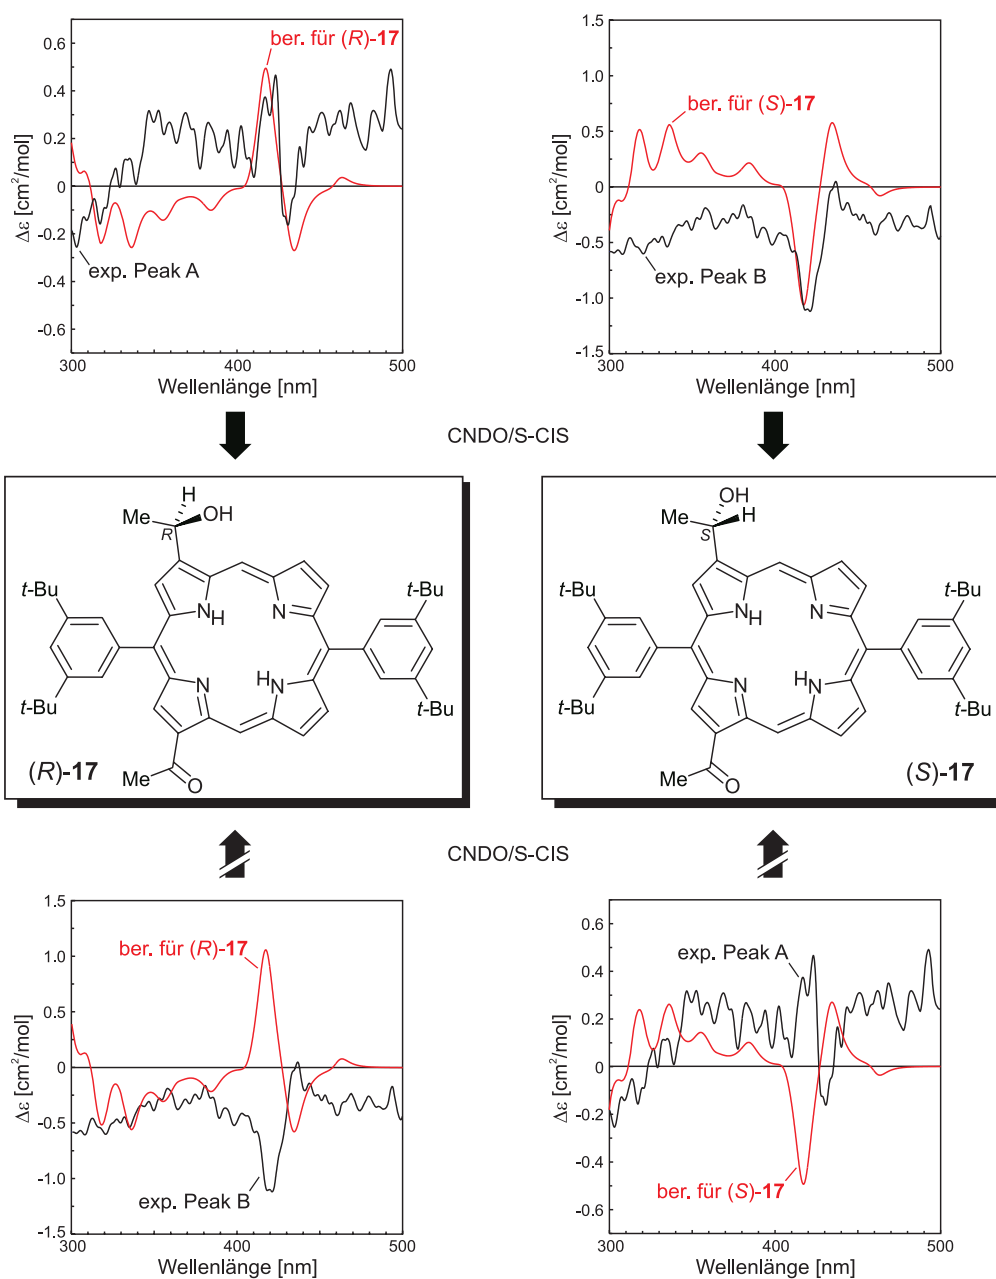 ber. für (R)-17
exp. Peak A
Δε [cm²/mol]
0.6
0.4
0.2
0
-0.2
-0.4
-0.6
300
400
500
Wellenlänge [nm]
ber. für (S)-17
exp. Peak B
Δε [cm²/mol]
1.5
1.0
0.5
0
-0.5
-1.0
-1.5
300
400
500
Wellenlänge [nm]
CNDO/S-CIS
H
Me
OH
R
t-Bu
t-Bu
N
H
N
N
H
N
t-Bu
t-Bu
Me
O
(R)-17
OH
Me
H
S
t-Bu
t-Bu
NH
N
N
H
N
t-Bu
t-Bu
Me
O
(S)-17
CNDO/S-CIS
ber. für (R)-17
exp. Peak B
Δε [cm²/mol]
1.5
1.0
0.5
0
-0.5
-1.0
-1.5
300
400
500
Wellenlänge [nm]
exp. Peak A
ber. für (S)-17
Δε [cm²/mol]
0.6
0.4
0.2
0
-0.2
-0.4
-0.6
300
400
500
Wellenlänge [nm]